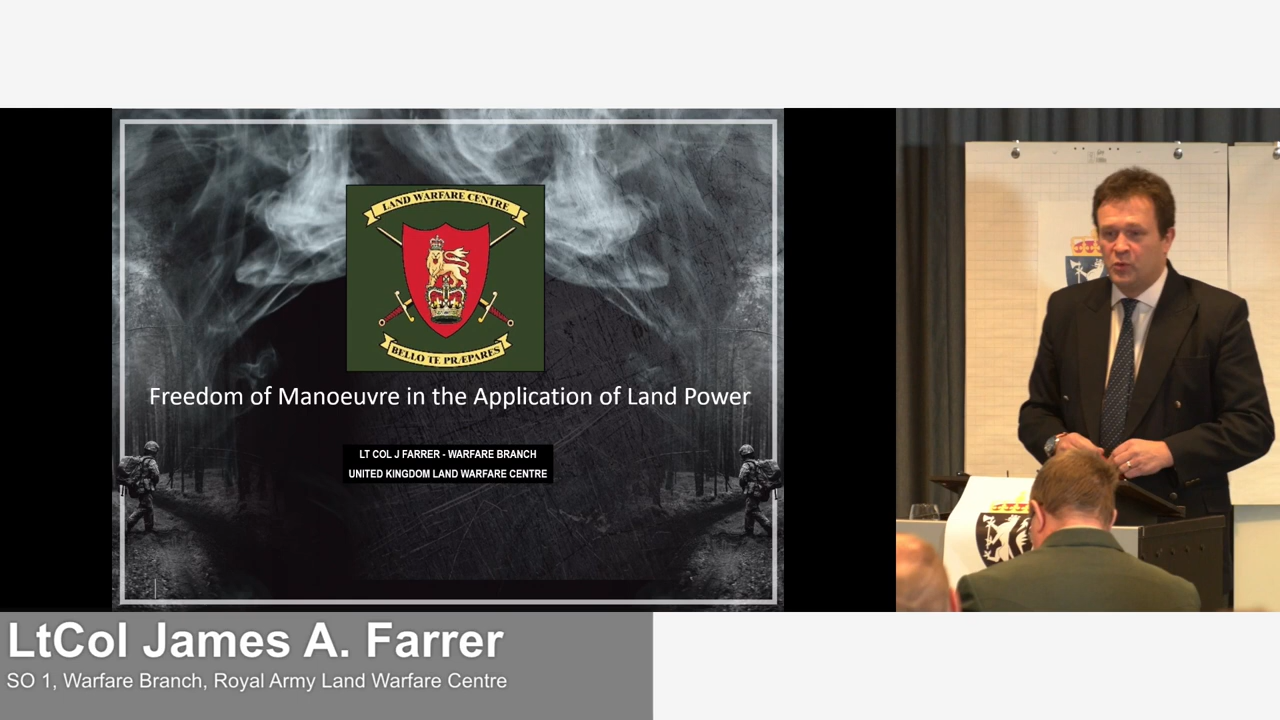 LAND WARFARE CENTRE
BELLO TE PRÆPARES
Freedom of Manoeuvre in the Application of Land Power
LT COL J FARRER - WARFARE BRANCH
UNITED KINGDOM LAND WARFARE CENTRE
LtCol James A. Farrer
SO 1, Warfare Branch, Royal Army Land Warfare Centre